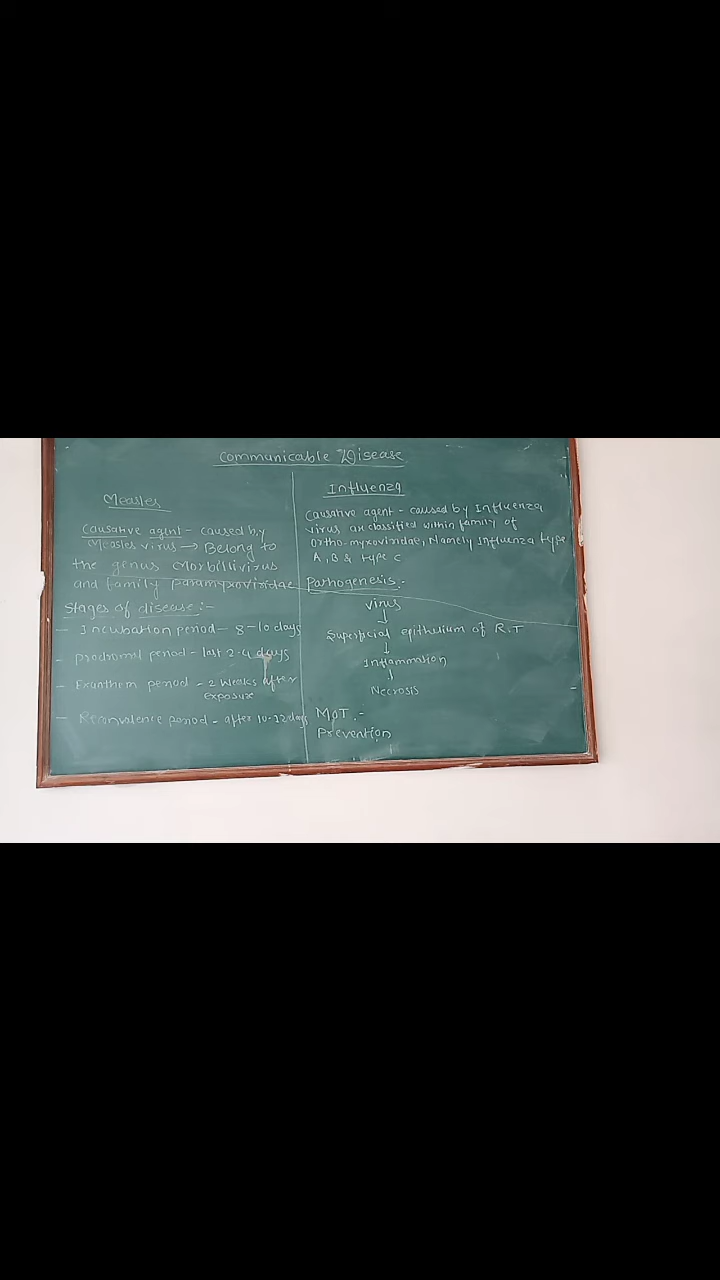 Communicable Disease
Measles
Causative agent - caused by
Measles virus → Belong to
the genus Morbillivirus
and family paramyxoviridae
Stages of disease :-
- Incubation period - 8-10 days
- prodromal period - last 2-4 days
- Exanthem period - 2 weeks after
exposure
- period - after 10-12 days
Influenza
Causative agent - caused by Influenza
virus an classified within family of
ortho-myxoviridae, Namely Influenza type
A, B & type C
Pathogenesis :-
virus
↓
epithelium of R.T
↓
Inflammation
↓
Necrosis
MOT :-
Prevention